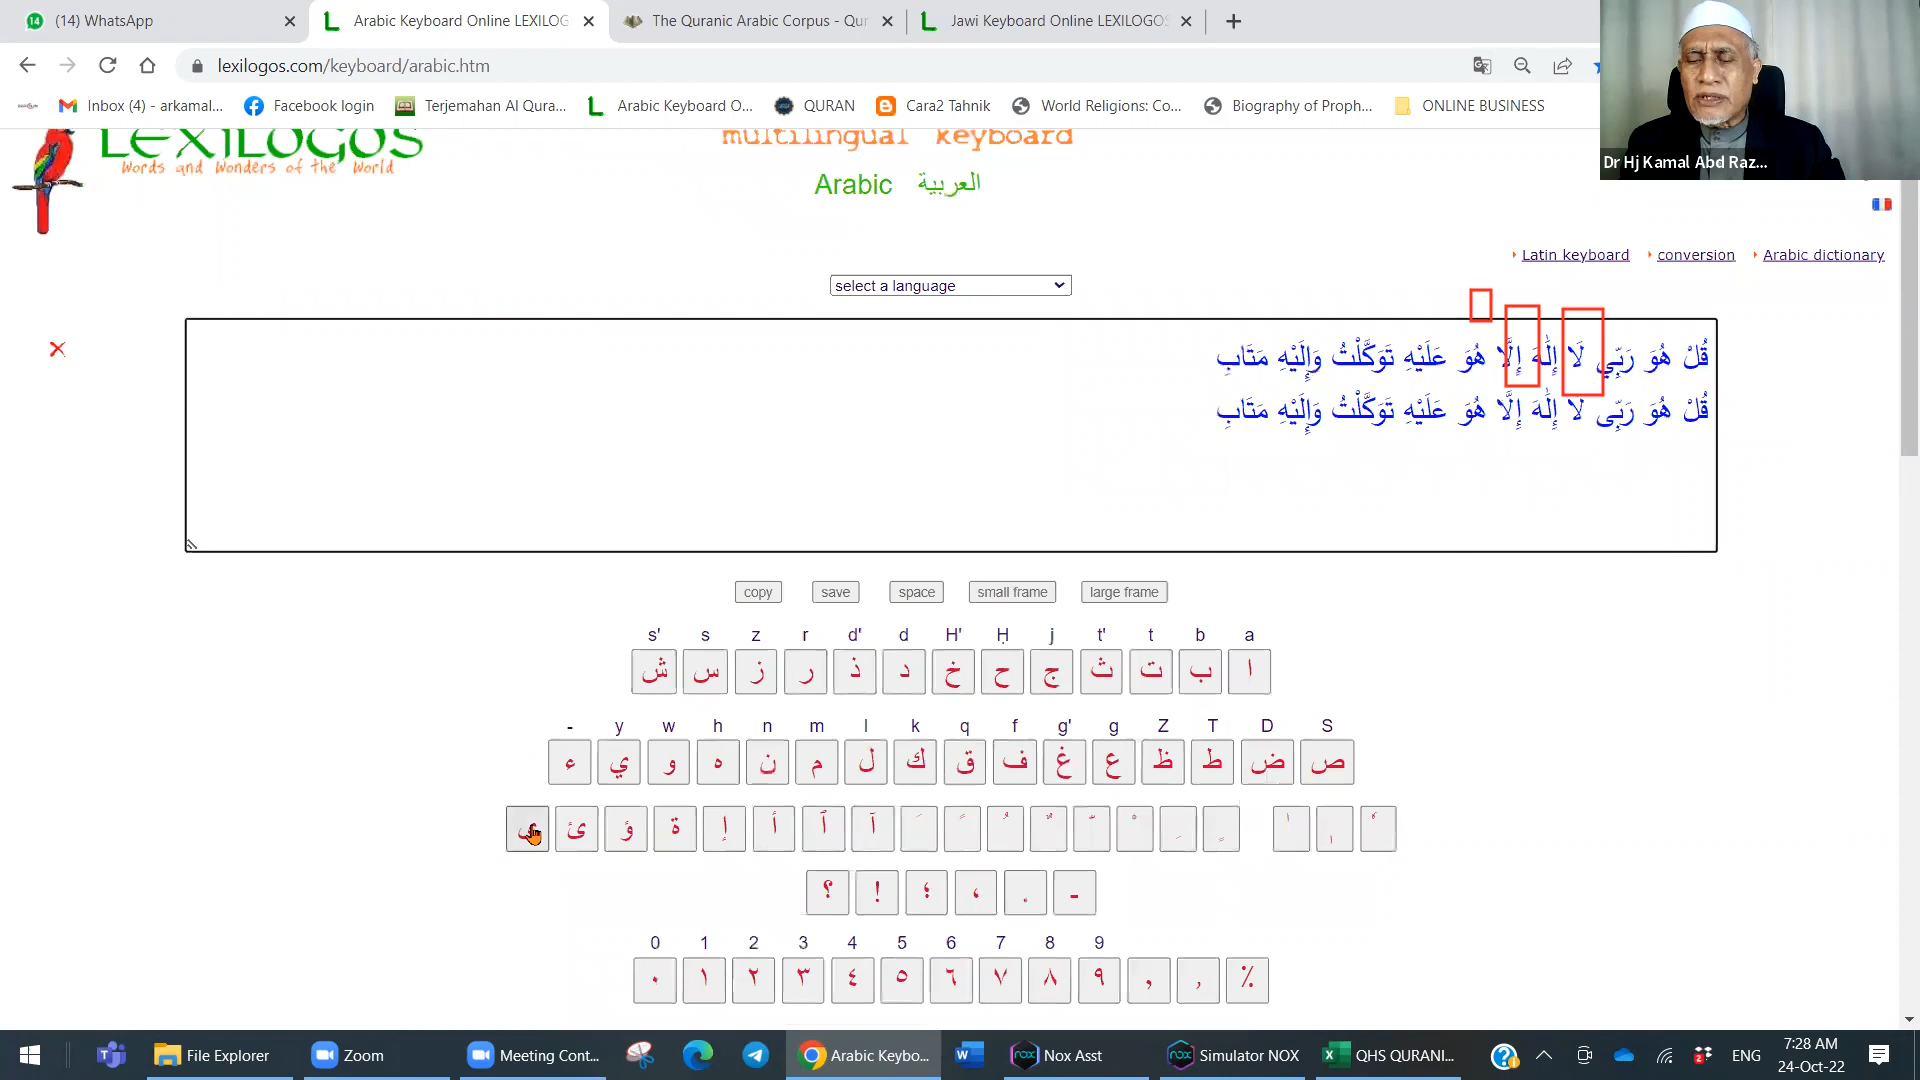 (14) WhatsApp
Arabic Keyboard Online LEXILOG
The Quranic Arabic Corpus - Qur
Jawi Keyboard Online LEXILOGOS
lexilogos.com/keyboard/arabic.htm
Inbox (4) - arkamal...
Facebook login
Terjemahan Al Qura...
Arabic Keyboard O...
QURAN
Cara2 Tahnik
World Religions: Co...
Biography of Proph...
ONLINE BUSINESS
Dr Hj Kamal Abd Raz...
LEXILOGOS
Words and Wonders of the World
multilingual keyboard
Arabic العربية
Latin keyboard conversion Arabic dictionary
select a language
قُلْ هُوَ رَبِّي لَا إِلَٰهَ إِلَّا هُوَ عَلَيْهِ تَوَكَّلْتُ وَإِلَيْهِ مَتَابِ
قُلْ هُوَ رَبِّى لَا إِلَٰهَ إِلَّا هُوَ عَلَيْهِ تَوَكَّلْتُ وَإِلَيْهِ مَتَابِ
copy save space small frame large frame
s' s z r d' d H' Ḥ j t' t b a
ش س ز ر ذ د خ ح ج ث ت ب ا
- y w h n m l k q f g' g Z T D S
ء ي و ه ن م ل ك ق ف غ ع ظ ط ض ص
ى ئ ؤ ة إ أ ٱ آ
؟ ! ؛ ، . -
0 1 2 3 4 5 6 7 8 9
٠ ١ ٢ ٣ ٤ ٥ ٦ ٧ ٨ ٩ , ٪
File Explorer
Zoom
Meeting Cont...
Arabic Keybo...
Nox Asst
Simulator NOX
QHS QURANI...
ENG
7:28 AM
24-Oct-22